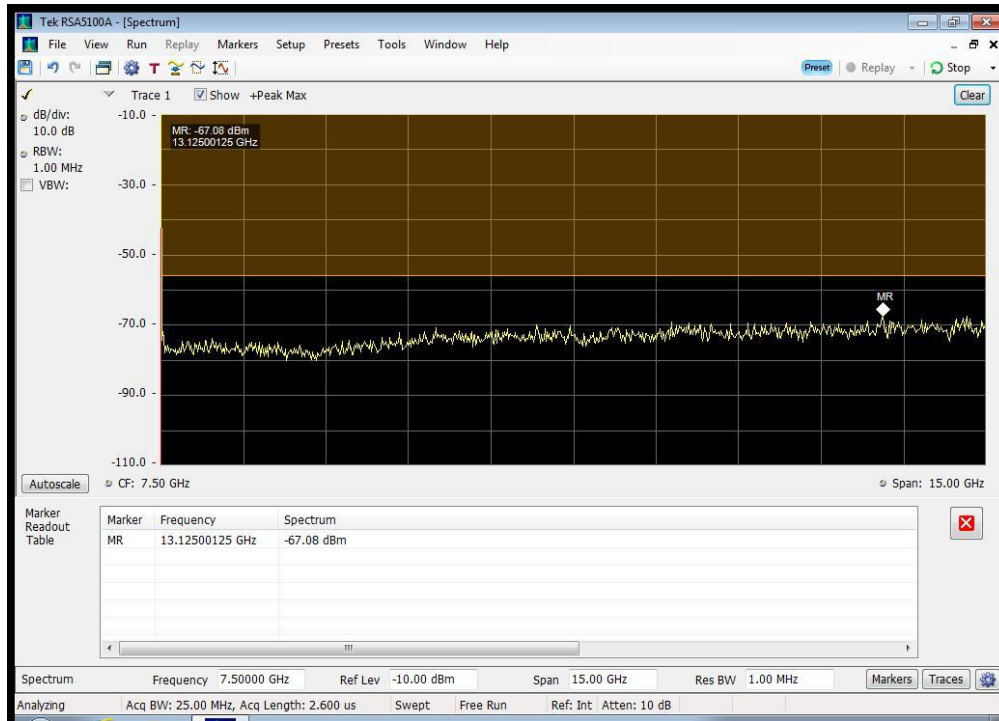 Tek RSA5100A - [Spectrum]
File View Run Replay Markers Setup Presets Tools Window Help
T Preset Replay Stop
Trace 1 Show +Peak Max Clear
dB/div:
10.0 dB
RBW:
1.00 MHz
VBW:
-10.0
MR: -67.08 dBm
13.12500125 GHz
-30.0
-50.0
MR
-70.0
-90.0
-110.0
Autoscale CF: 7.50 GHz Span: 15.00 GHz
Marker
Readout
Table
Marker Frequency Spectrum
MR 13.12500125 GHz -67.08 dBm
Spectrum Frequency 7.50000 GHz Ref Lev -10.00 dBm Span 15.00 GHz Res BW 1.00 MHz Markers Traces
Analyzing Acq BW: 25.00 MHz, Acq Length: 2.600 us Swept Free Run Ref: Int Atten: 10 dB